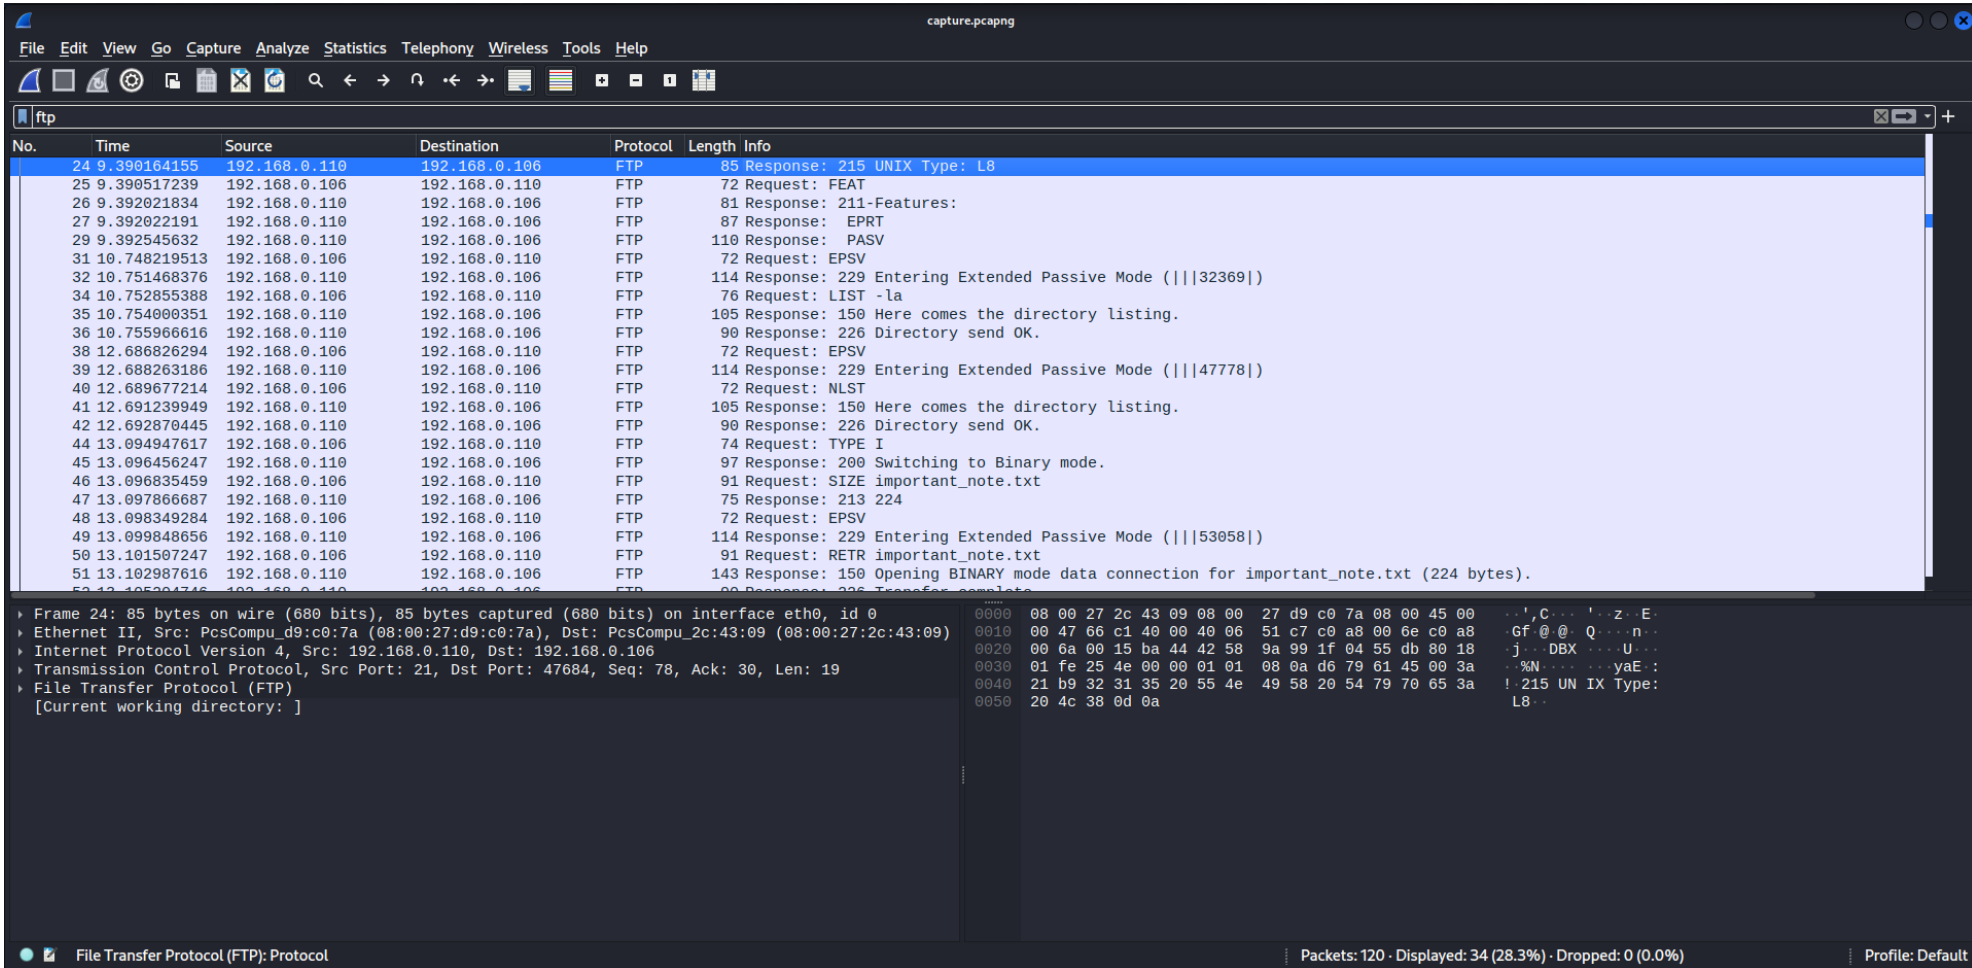 capture.pcapng
File Edit View Go Capture Analyze Statistics Telephony Wireless Tools Help
ftp
No. Time Source Destination Protocol Length Info
24 9.390164155 192.168.0.110 192.168.0.106 FTP 85 Response: 215 UNIX Type: L8
25 9.390517239 192.168.0.106 192.168.0.110 FTP 72 Request: FEAT
26 9.392021834 192.168.0.110 192.168.0.106 FTP 81 Response: 211-Features:
27 9.392022191 192.168.0.110 192.168.0.106 FTP 87 Response: EPRT
29 9.392545632 192.168.0.110 192.168.0.106 FTP 110 Response: PASV
31 10.748219513 192.168.0.106 192.168.0.110 FTP 72 Request: EPSV
32 10.751468376 192.168.0.110 192.168.0.106 FTP 114 Response: 229 Entering Extended Passive Mode (|||32369|)
34 10.752855388 192.168.0.106 192.168.0.110 FTP 76 Request: LIST -la
35 10.754000351 192.168.0.110 192.168.0.106 FTP 105 Response: 150 Here comes the directory listing.
36 10.755966616 192.168.0.110 192.168.0.106 FTP 90 Response: 226 Directory send OK.
38 12.686826294 192.168.0.106 192.168.0.110 FTP 72 Request: EPSV
39 12.688263186 192.168.0.110 192.168.0.106 FTP 114 Response: 229 Entering Extended Passive Mode (|||47778|)
40 12.689677214 192.168.0.106 192.168.0.110 FTP 72 Request: NLST
41 12.691239949 192.168.0.110 192.168.0.106 FTP 105 Response: 150 Here comes the directory listing.
42 12.692870445 192.168.0.110 192.168.0.106 FTP 90 Response: 226 Directory send OK.
44 13.094947617 192.168.0.106 192.168.0.110 FTP 74 Request: TYPE I
45 13.096456247 192.168.0.110 192.168.0.106 FTP 97 Response: 200 Switching to Binary mode.
46 13.096835459 192.168.0.106 192.168.0.110 FTP 91 Request: SIZE important_note.txt
47 13.097866687 192.168.0.110 192.168.0.106 FTP 75 Response: 213 224
48 13.098349284 192.168.0.106 192.168.0.110 FTP 72 Request: EPSV
49 13.099848656 192.168.0.110 192.168.0.106 FTP 114 Response: 229 Entering Extended Passive Mode (|||53058|)
50 13.101507247 192.168.0.106 192.168.0.110 FTP 91 Request: RETR important_note.txt
51 13.102987616 192.168.0.110 192.168.0.106 FTP 143 Response: 150 Opening BINARY mode data connection for important_note.txt (224 bytes).
Frame 24: 85 bytes on wire (680 bits), 85 bytes captured (680 bits) on interface eth0, id 0
Ethernet II, Src: PcsCompu_d9:c0:7a (08:00:27:d9:c0:7a), Dst: PcsCompu_2c:43:09 (08:00:27:2c:43:09)
Internet Protocol Version 4, Src: 192.168.0.110, Dst: 192.168.0.106
Transmission Control Protocol, Src Port: 21, Dst Port: 47684, Seq: 78, Ack: 30, Len: 19
File Transfer Protocol (FTP)
[Current working directory: ]
0000 08 00 27 2c 43 09 08 00 27 d9 c0 7a 08 00 45 00 ··',C··· '··z··E·
0010 00 47 66 c1 40 00 40 06 51 c7 c0 a8 00 6e c0 a8 ·Gf·@·@· Q····n··
0020 00 6a 00 15 ba 44 42 58 9a 99 1f 04 55 db 80 18 ·j···DBX ····U···
0030 01 fe 25 4e 00 00 01 01 08 0a d6 79 61 45 00 3a ··%N···· ···yaE·:
0040 21 b9 32 31 35 20 55 4e 49 58 20 54 79 70 65 3a !·215 UN IX Type:
0050 20 4c 38 0d 0a L8··
File Transfer Protocol (FTP): Protocol
Packets: 120 · Displayed: 34 (28.3%) · Dropped: 0 (0.0%)
Profile: Default